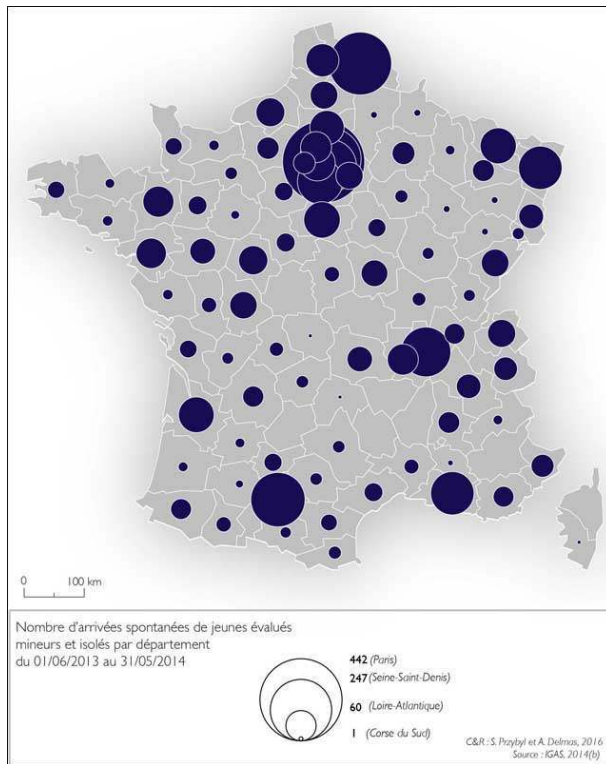 0 100 km
Nombre d'arrivées spontanées de jeunes évalués
mineurs et isolés par département
du 01/06/2013 au 31/05/2014
442 (Paris)
247 (Seine-Saint-Denis)
60 (Loire-Atlantique)
1 (Corse du Sud)
C&R : S. Przybyl et A. Delmas, 2016
Source : IGAS, 2014(b)